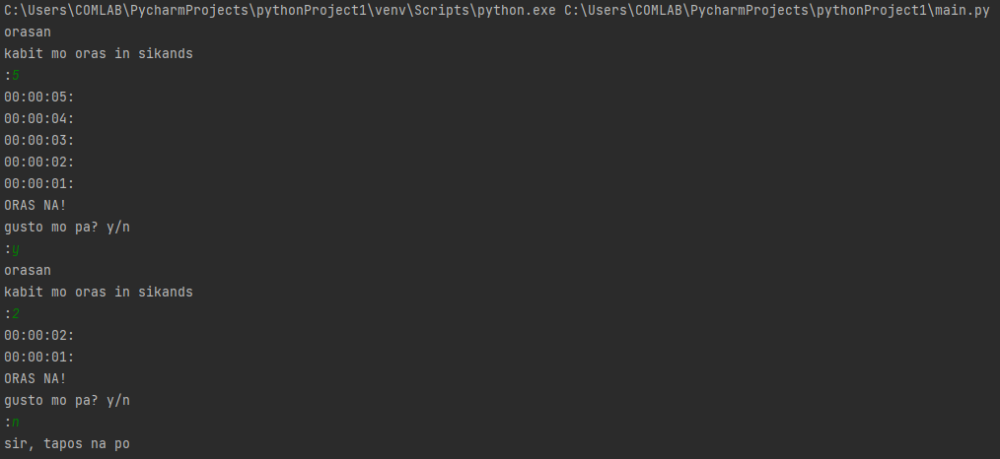 C:\Users\COMLAB\PycharmProjects\pythonProject1\venv\Scripts\python.exe C:\Users\COMLAB\PycharmProjects\pythonProject1\main.py
orasan
kabit mo oras in sikands
:5
00:00:05:
00:00:04:
00:00:03:
00:00:02:
00:00:01:
ORAS NA!
gusto mo pa? y/n
:y
orasan
kabit mo oras in sikands
:2
00:00:02:
00:00:01:
ORAS NA!
gusto mo pa? y/n
:n
sir, tapos na po